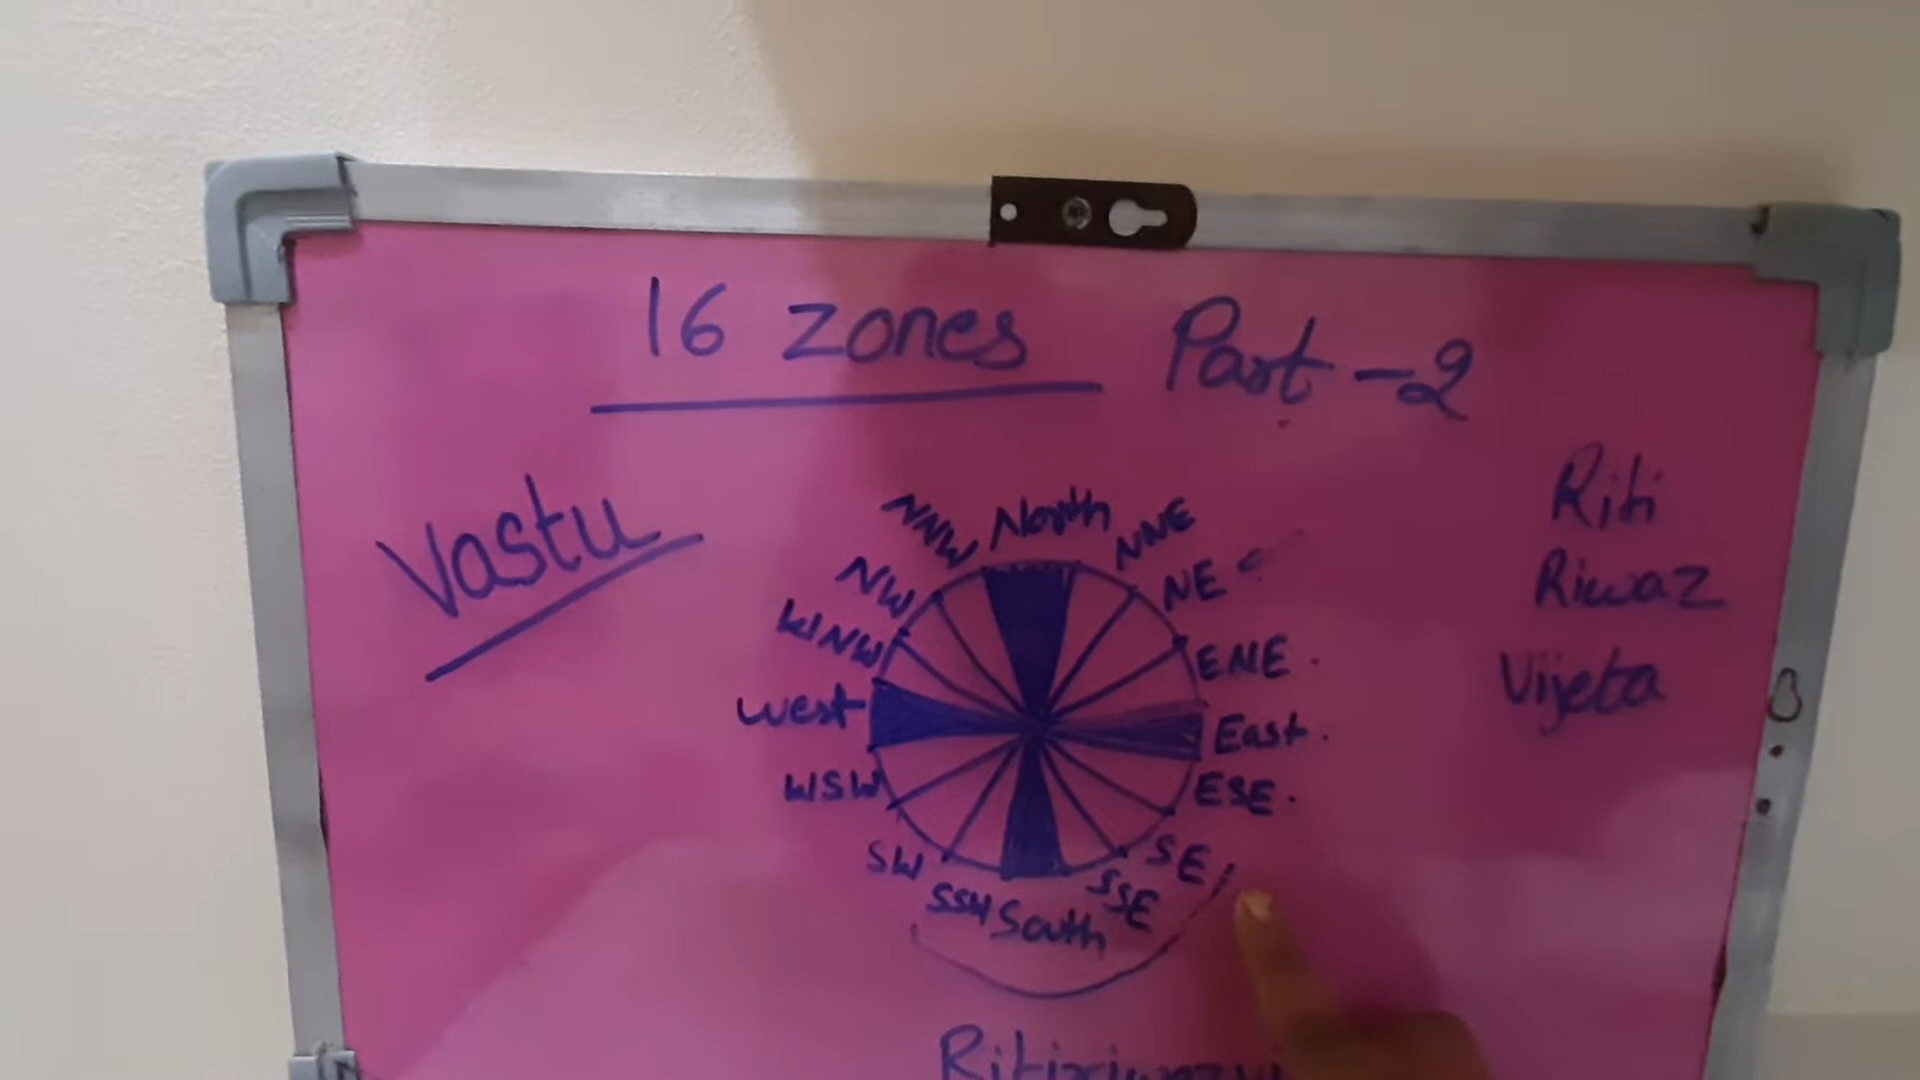 16 zones Part-2
Vastu
Riti
Riwaz
Vijeta
North
NNE
NE
ENE
East
ESE
SE
SSE
South
SSW
SW
WSW
West
WNW
NW
NNW